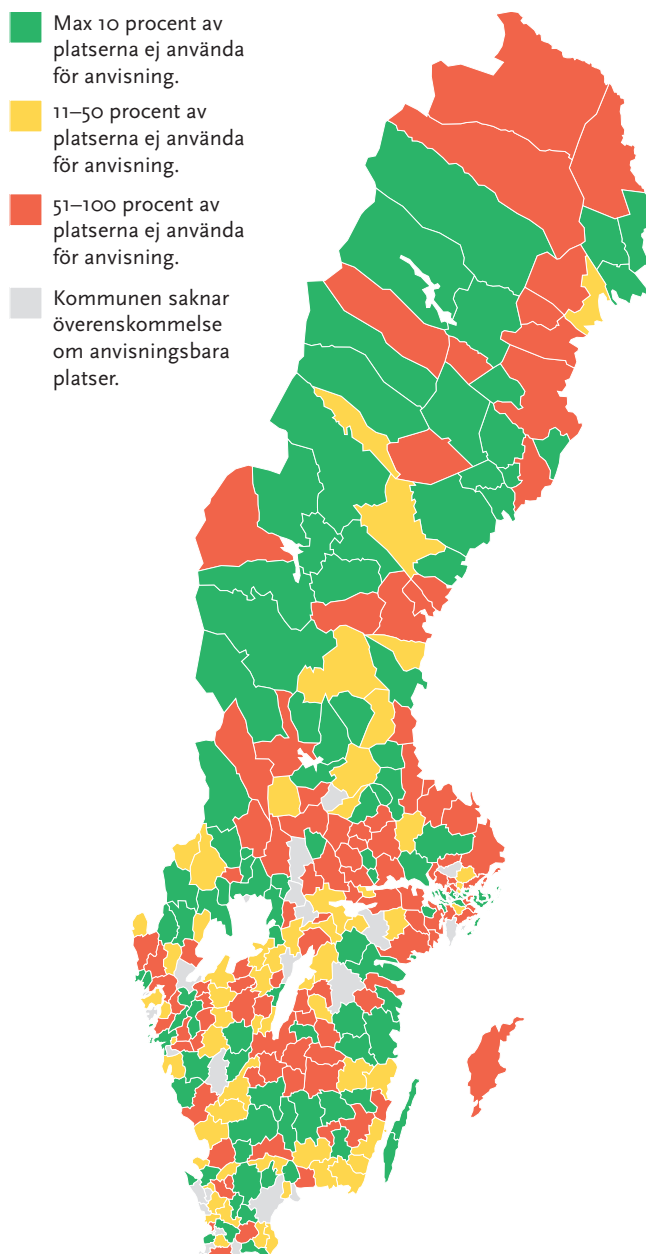 Max 10 procent av
platserna ej använda
för anvisning.
11–50 procent av
platserna ej använda
för anvisning.
51–100 procent av
platserna ej använda
för anvisning.
Kommunen saknar
överenskommelse
om anvisningsbara
platser.